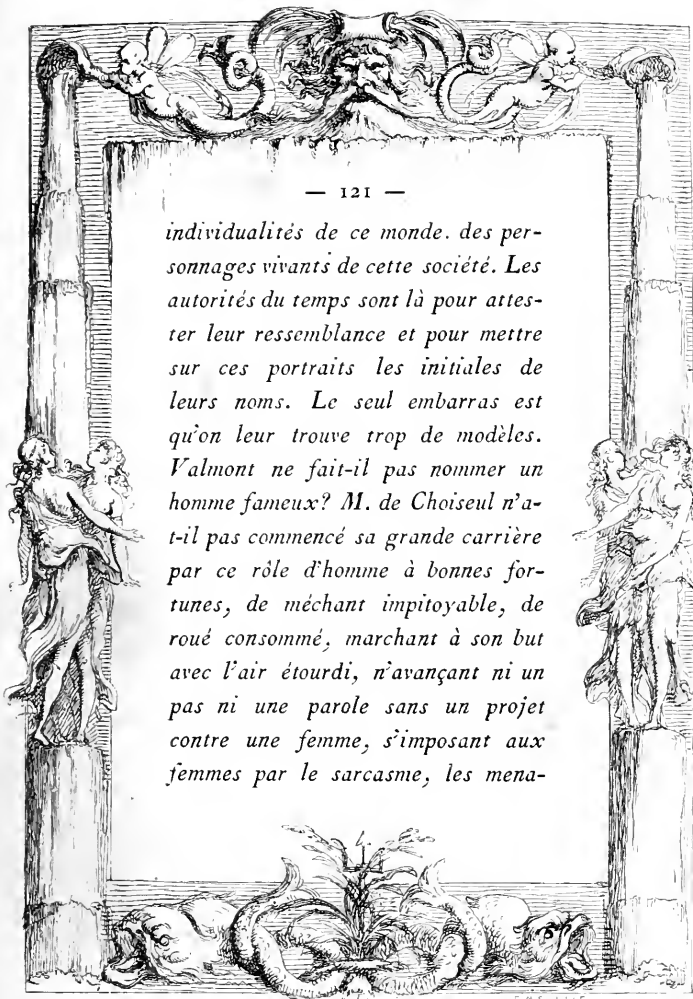 — 121 —
individualités de ce monde. des per-
sonnages vivants de cette société. Les
autorités du temps sont là pour attes-
ter leur ressemblance et pour mettre
sur ces portraits les initiales de
leurs noms. Le seul embarras est
qu'on leur trouve trop de modèles.
Valmont ne fait-il pas nommer un
homme fameux? M. de Choiseul n'a-
t-il pas commencé sa grande carrière
par ce rôle d'homme à bonnes for-
tunes, de méchant impitoyable, de
roué consommé, marchant à son but
avec l'air étourdi, n'avançant ni un
pas ni une parole sans un projet
contre une femme, s'imposant aux
femmes par le sarcasme, les mena-